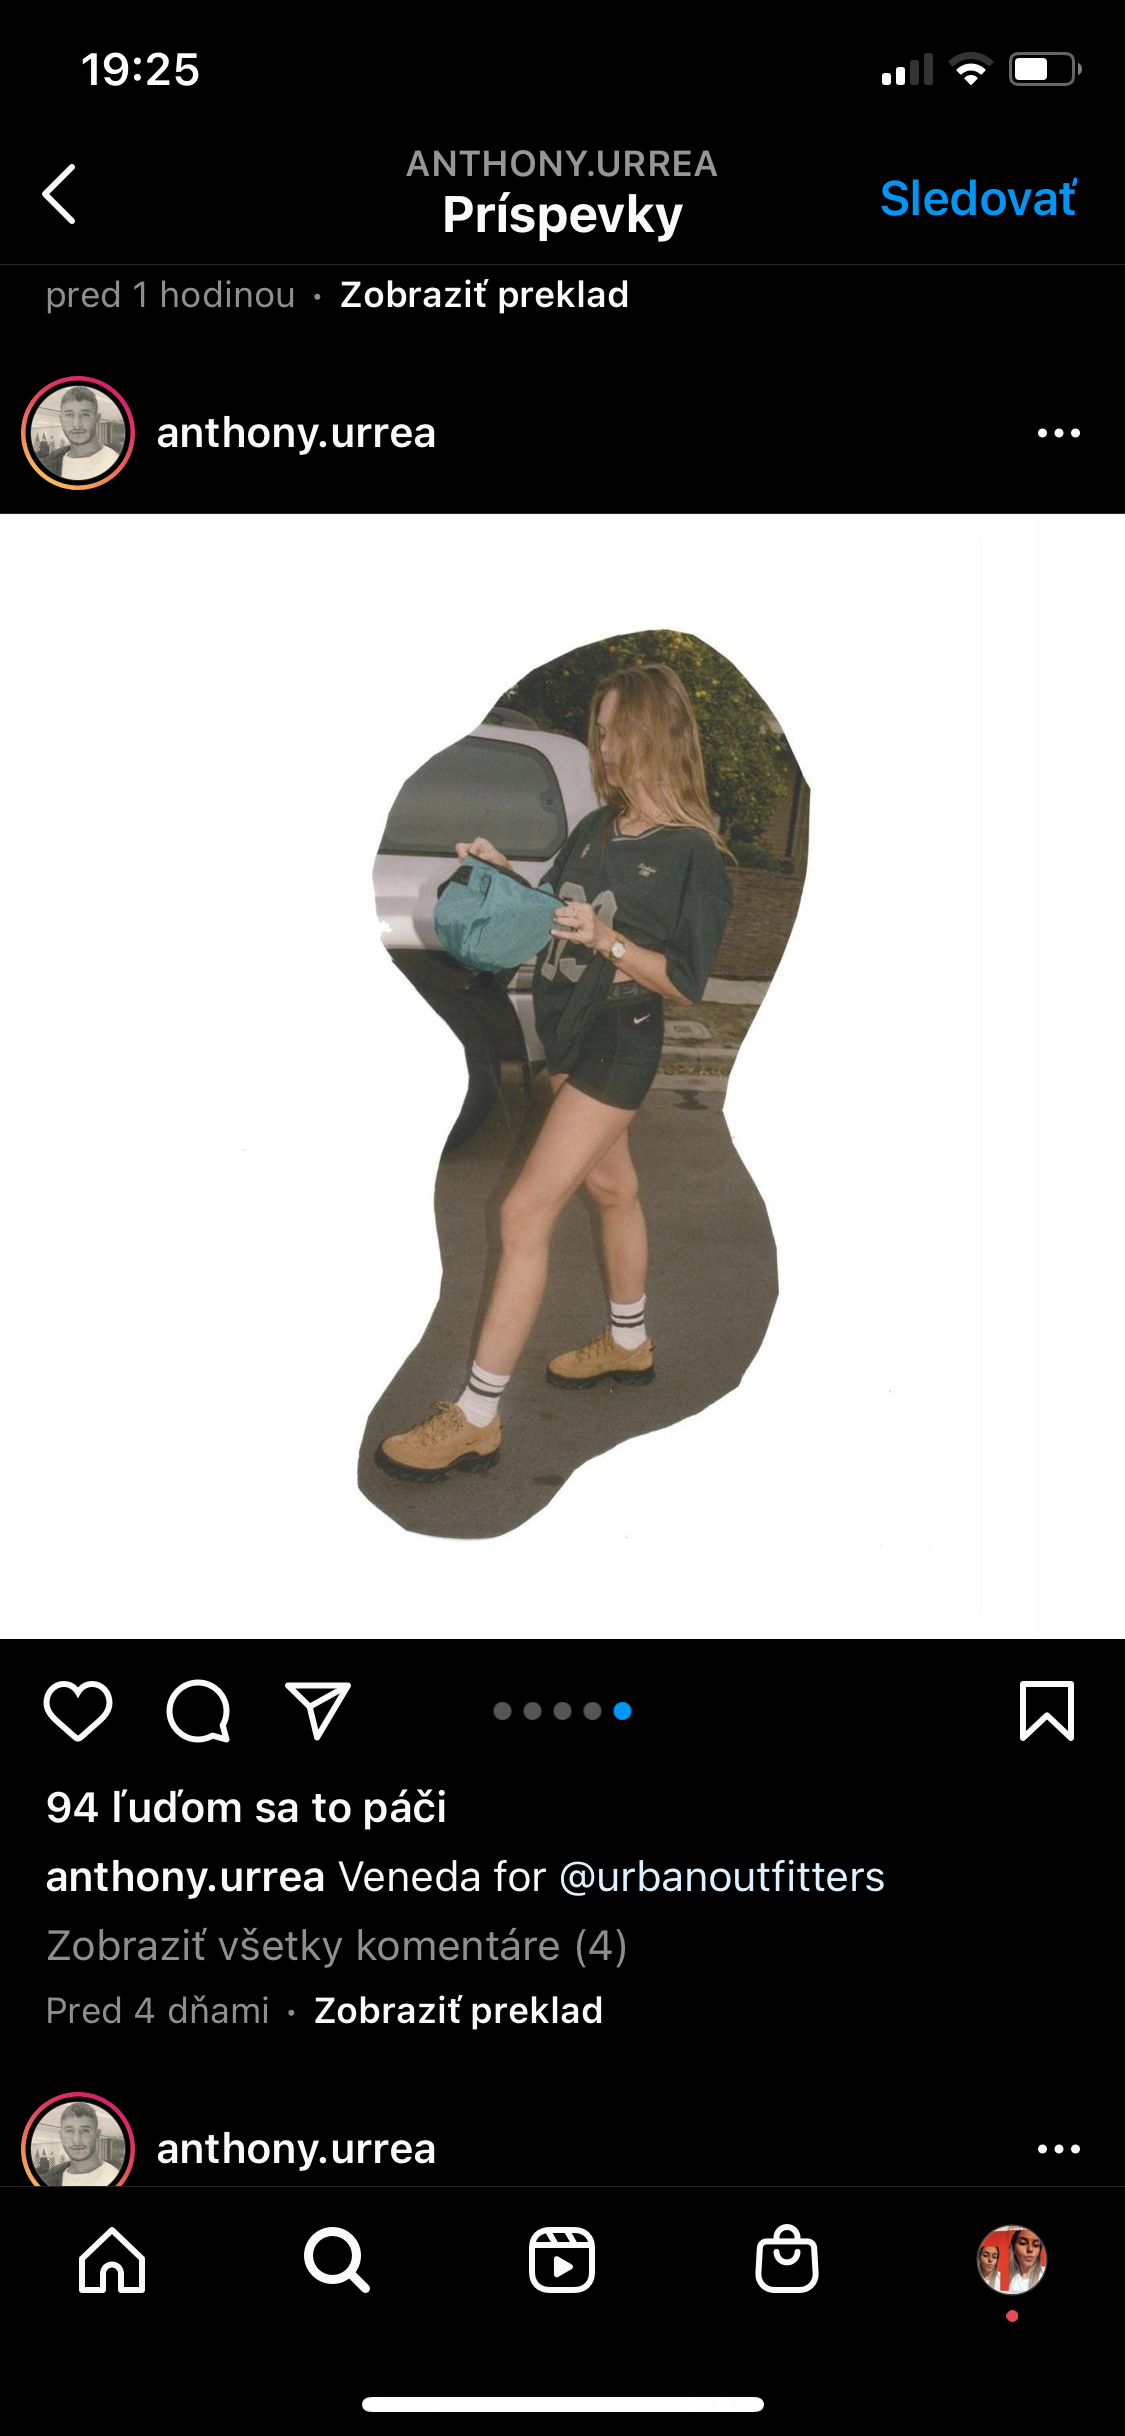 19:25
ANTHONY.URREA
Príspevky
Sledovať
pred 1 hodinou · Zobraziť preklad
anthony.urrea
94 ľuďom sa to páči
anthony.urrea Veneda for @urbanoutfitters
Zobraziť všetky komentáre (4)
Pred 4 dňami · Zobraziť preklad
anthony.urrea